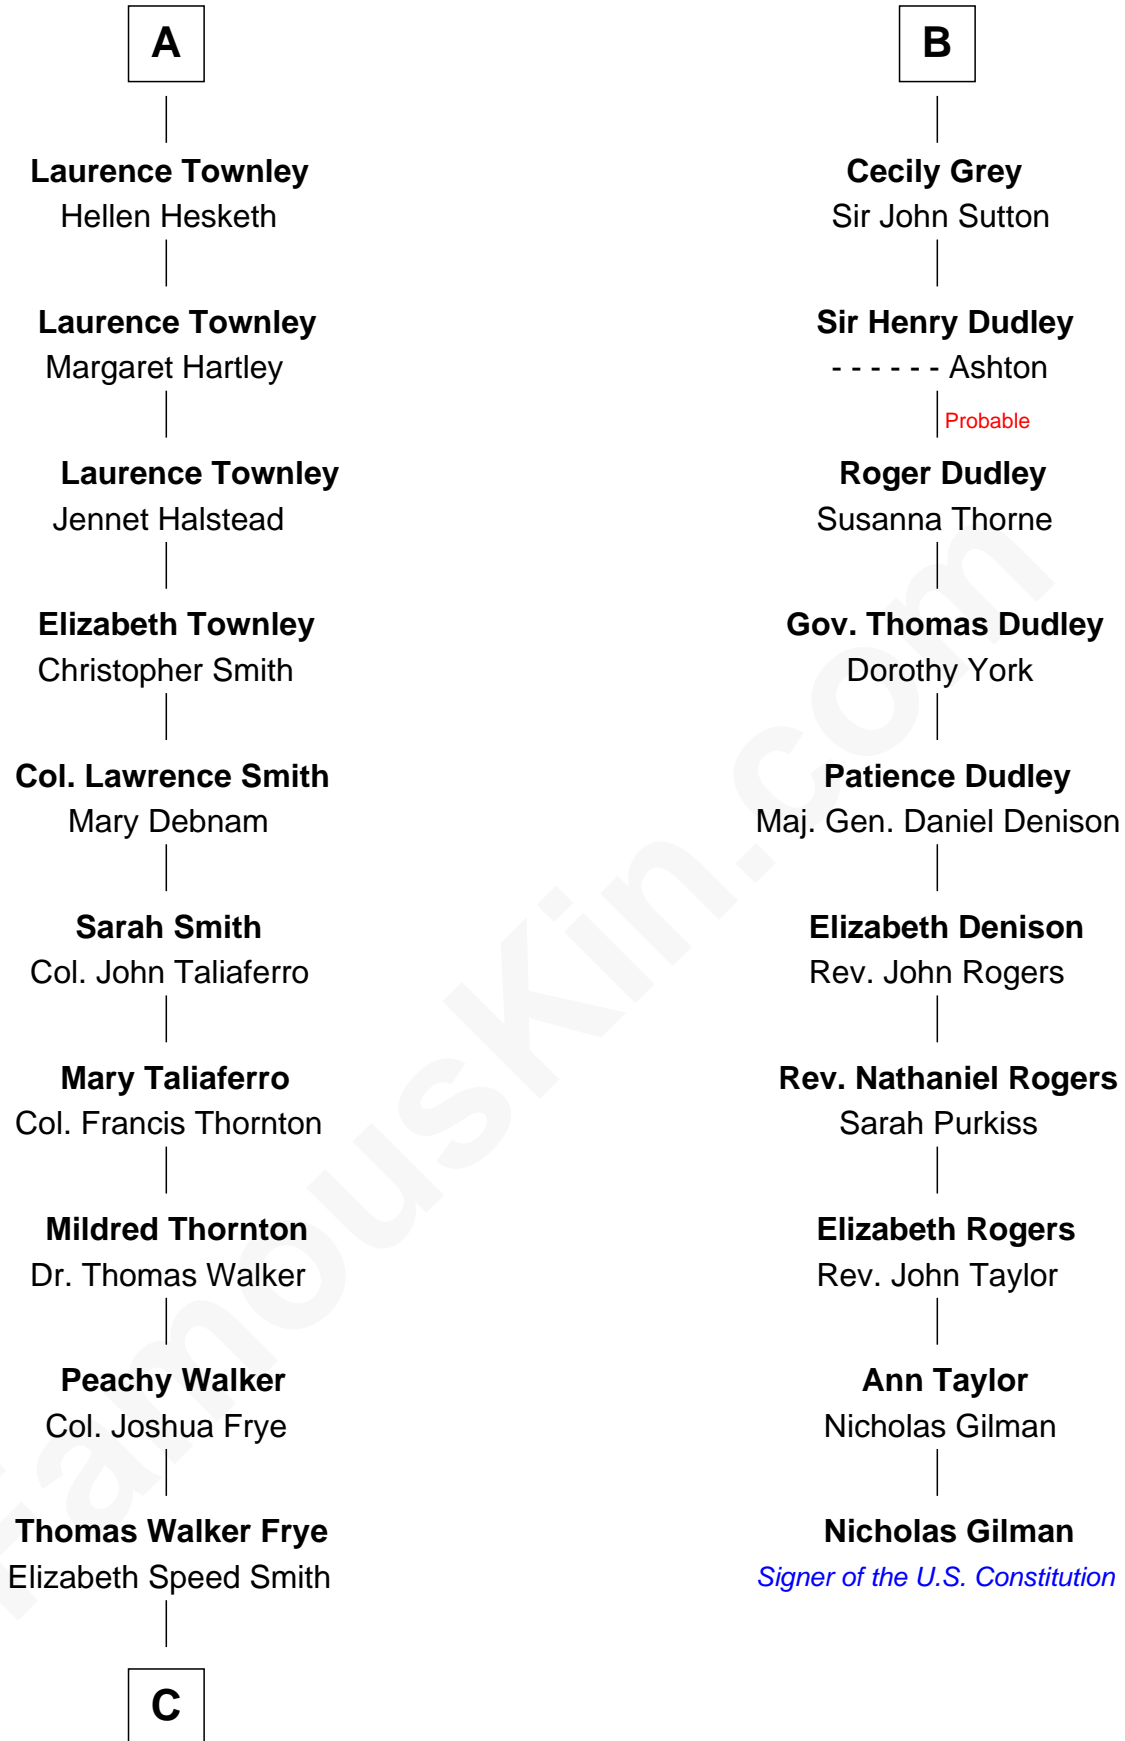 A
Laurence Townley
Hellen Hesketh
Laurence Townley
Margaret Hartley
Laurence Townley
Jennet Halstead
Elizabeth Townley
Christopher Smith
Col. Lawrence Smith
Mary Debnam
Sarah Smith
Col. John Taliaferro
Mary Taliaferro
Col. Francis Thornton
Mildred Thornton
Dr. Thomas Walker
Peachy Walker
Col. Joshua Frye
Thomas Walker Frye
Elizabeth Speed Smith
C
B
Cecily Grey
Sir John Sutton
Sir Henry Dudley
- - - - - - Ashton
Probable
Roger Dudley
Susanna Thorne
Gov. Thomas Dudley
Dorothy York
Patience Dudley
Maj. Gen. Daniel Denison
Elizabeth Denison
Rev. John Rogers
Rev. Nathaniel Rogers
Sarah Purkiss
Elizabeth Rogers
Rev. John Taylor
Ann Taylor
Nicholas Gilman
Nicholas Gilman
Signer of the U.S. Constitution
FamousKin.com